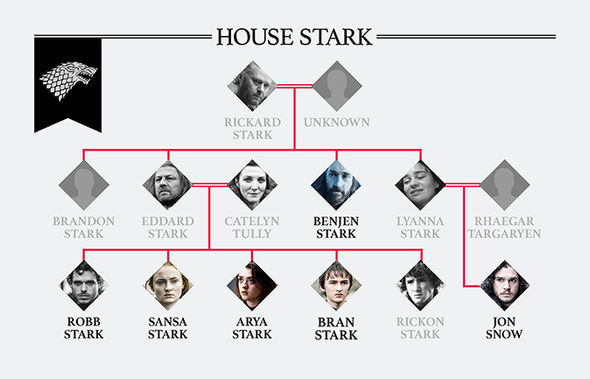 HOUSE STARK
RICKARD STARK
UNKNOWN
BRANDON STARK
EDDARD STARK
CATELYN TULLY
BENJEN STARK
LYANNA STARK
RHAEGAR TARGARYEN
ROBB STARK
SANSA STARK
ARYA STARK
BRAN STARK
RICKON STARK
JON SNOW